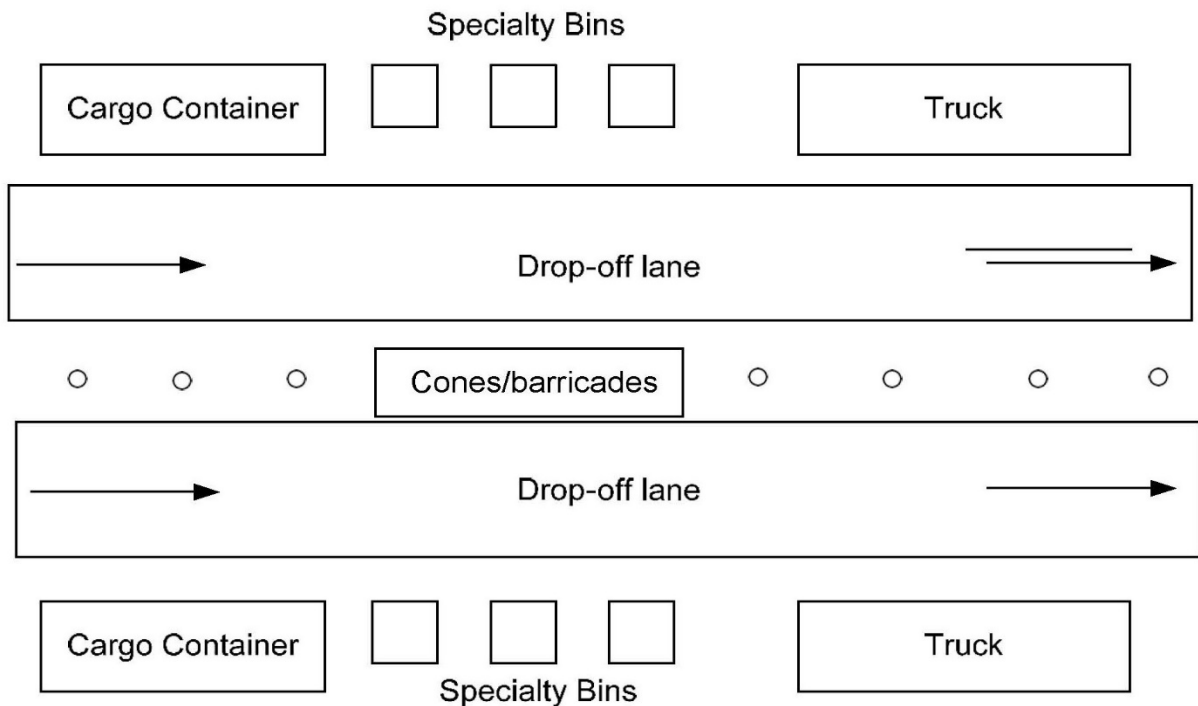 Specialty Bins
Cargo Container
Truck
Drop-off lane
Cones/barricades
Drop-off lane
Cargo Container
Truck
Specialty Bins